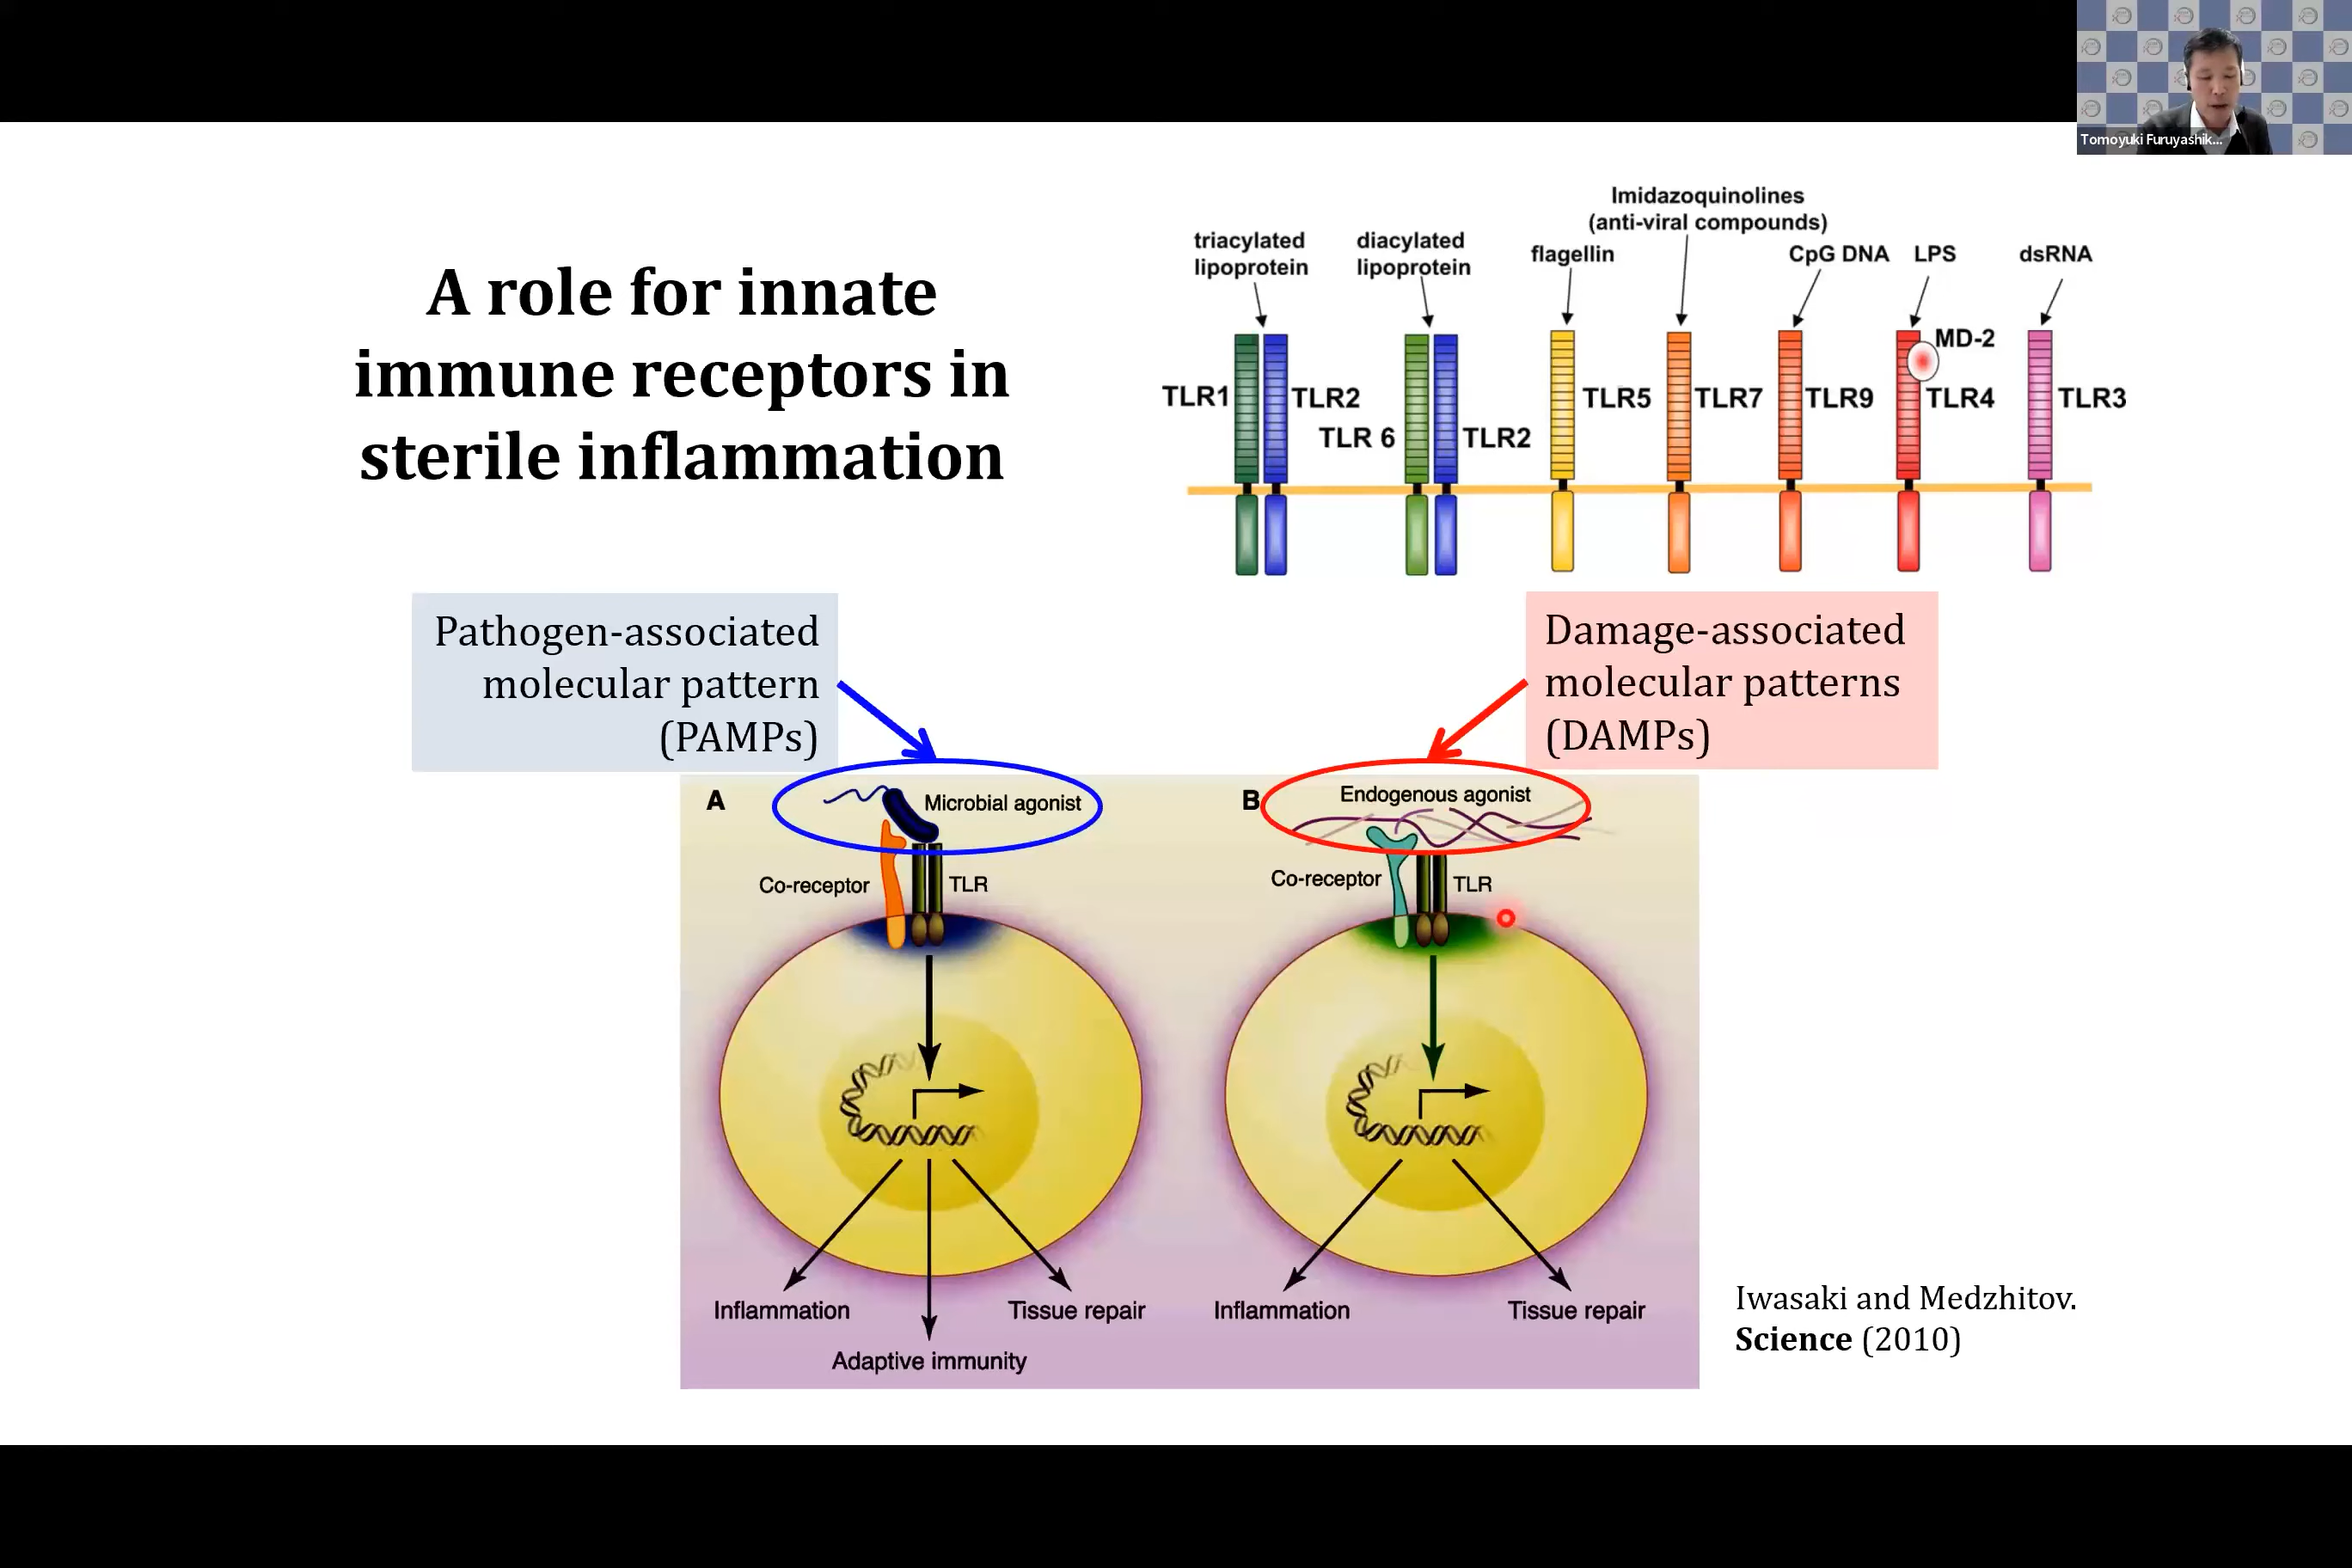 Tomoyuki Furuyashik...
A role for innate
immune receptors in
sterile inflammation
Imidazoquinolines
(anti-viral compounds)
triacylated
lipoprotein
diacylated
lipoprotein
flagellin
CpG DNA
LPS
dsRNA
MD-2
TLR1
TLR2
TLR 6
TLR2
TLR5
TLR7
TLR9
TLR4
TLR3
Pathogen-associated
molecular pattern
(PAMPs)
Damage-associated
molecular patterns
(DAMPs)
A
Microbial agonist
Co-receptor
TLR
Inflammation
Tissue repair
Adaptive immunity
B
Endogenous agonist
Co-receptor
TLR
Inflammation
Tissue repair
Iwasaki and Medzhitov.
Science (2010)